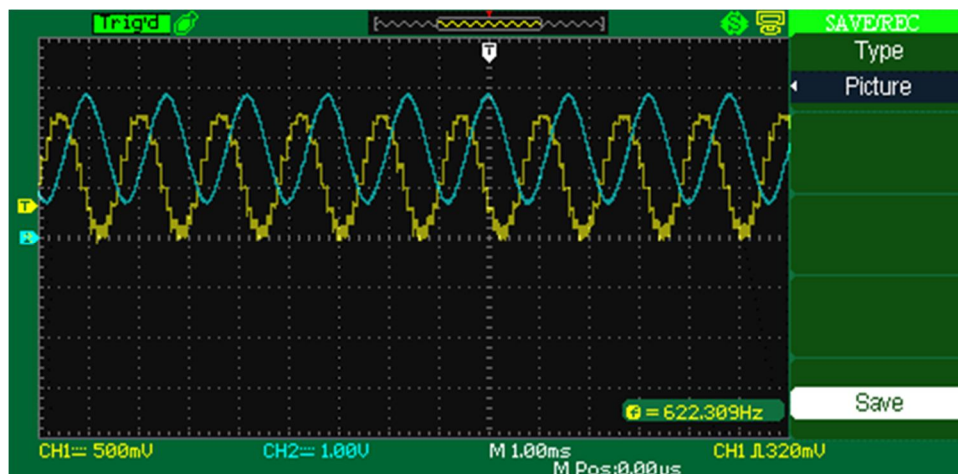 Trig'd
T
S
SAVE/REC
Type
Picture
T
f = 622.309Hz
Save
CH1 500mV
CH2 1.00V
M 1.00ms
CH1 320mV
M Pos:0.00µs